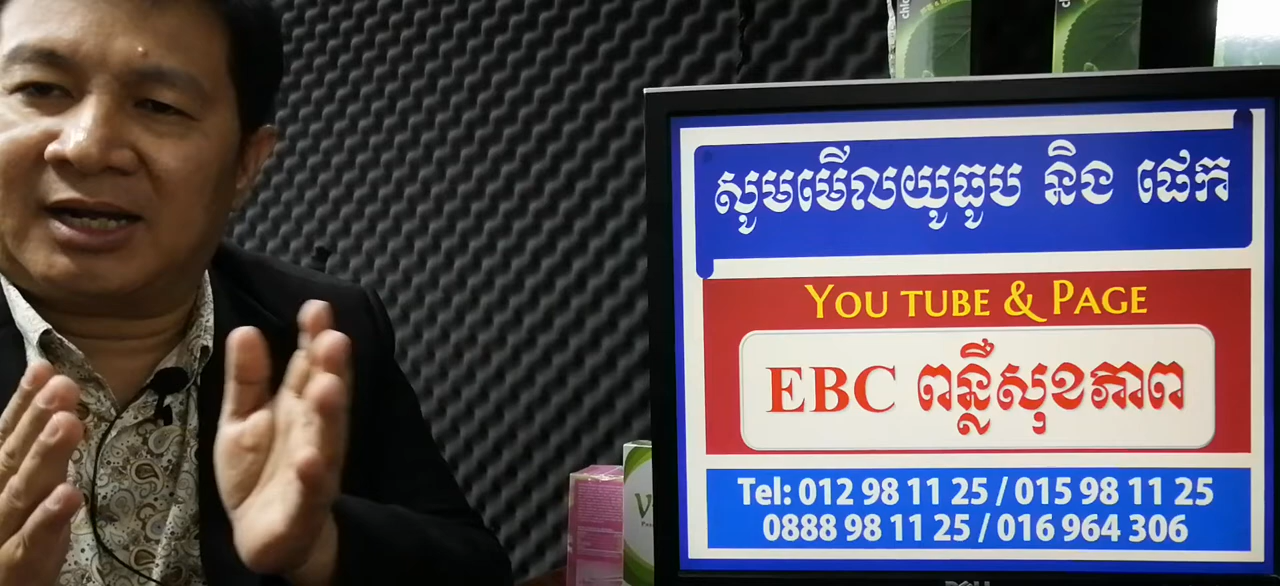 សូមមើលយូធូប និង ផេក
YOU TUBE & PAGE
EBC ពន្លឺសុខភាព
Tel: 012 98 11 25 / 015 98 11 25
0888 98 11 25 / 016 964 306